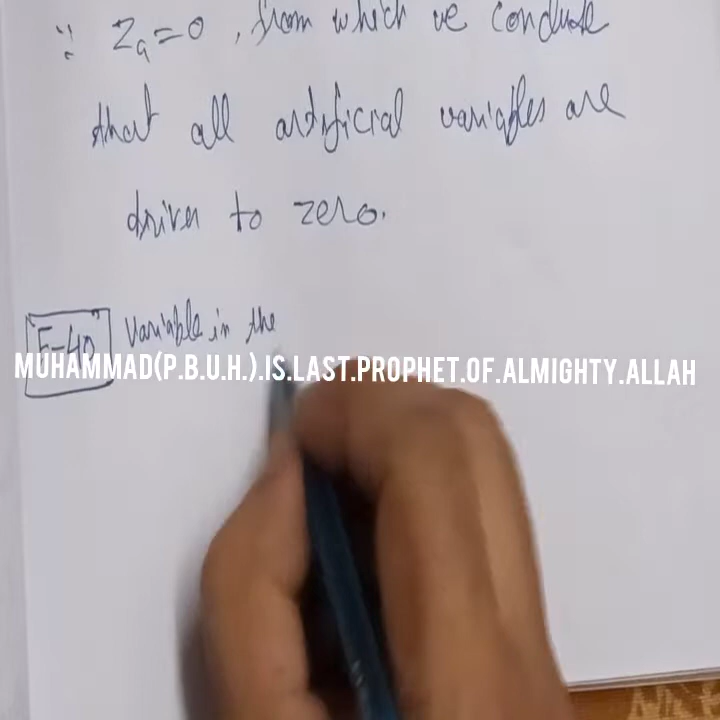 ∵ Za=0, from which we conclude
that all artificial variables are
driven to zero.
E-40 Variable in the
MUHAMMAD(P.B.U.H.).IS.LAST.PROPHET.OF.ALMIGHTY.ALLAH